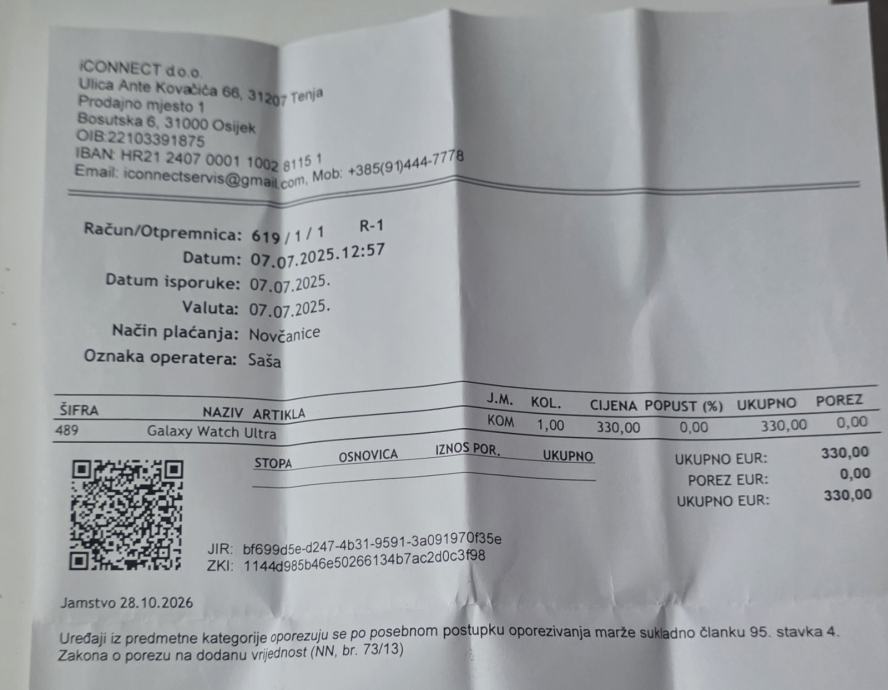 iCONNECT d.o.o.
Ulica Ante Kovačića 66, 31207 Tenja
Prodajno mjesto 1
Bosutska 6, 31000 Osijek
OIB:22103391875
IBAN: HR21 2407 0001 1002 8115 1
Email: iconnectservis@gmail.com, Mob: +385(91)444-7778
Račun/Otpremnica: 619/1/1 R-1
Datum: 07.07.2025.12:57
Datum isporuke: 07.07.2025.
Valuta: 07.07.2025.
Način plaćanja: Novčanice
Oznaka operatera: Saša
ŠIFRA NAZIV ARTIKLA J.M. KOL. CIJENA POPUST (%) UKUPNO POREZ
489 Galaxy Watch Ultra KOM 1,00 330,00 0,00 330,00 0,00
STOPA OSNOVICA IZNOS POR. UKUPNO
UKUPNO EUR: 330,00
POREZ EUR: 0,00
UKUPNO EUR: 330,00
JIR: bf699d5e-d247-4b31-9591-3a091970f35e
ZKI: 1144d985b46e50266134b7ac2d0c3f98
Jamstvo 28.10.2026
Uređaji iz predmetne kategorije oporezuju se po posebnom postupku oporezivanja marže sukladno članku 95. stavka 4.
Zakona o porezu na dodanu vrijednost (NN, br. 73/13)